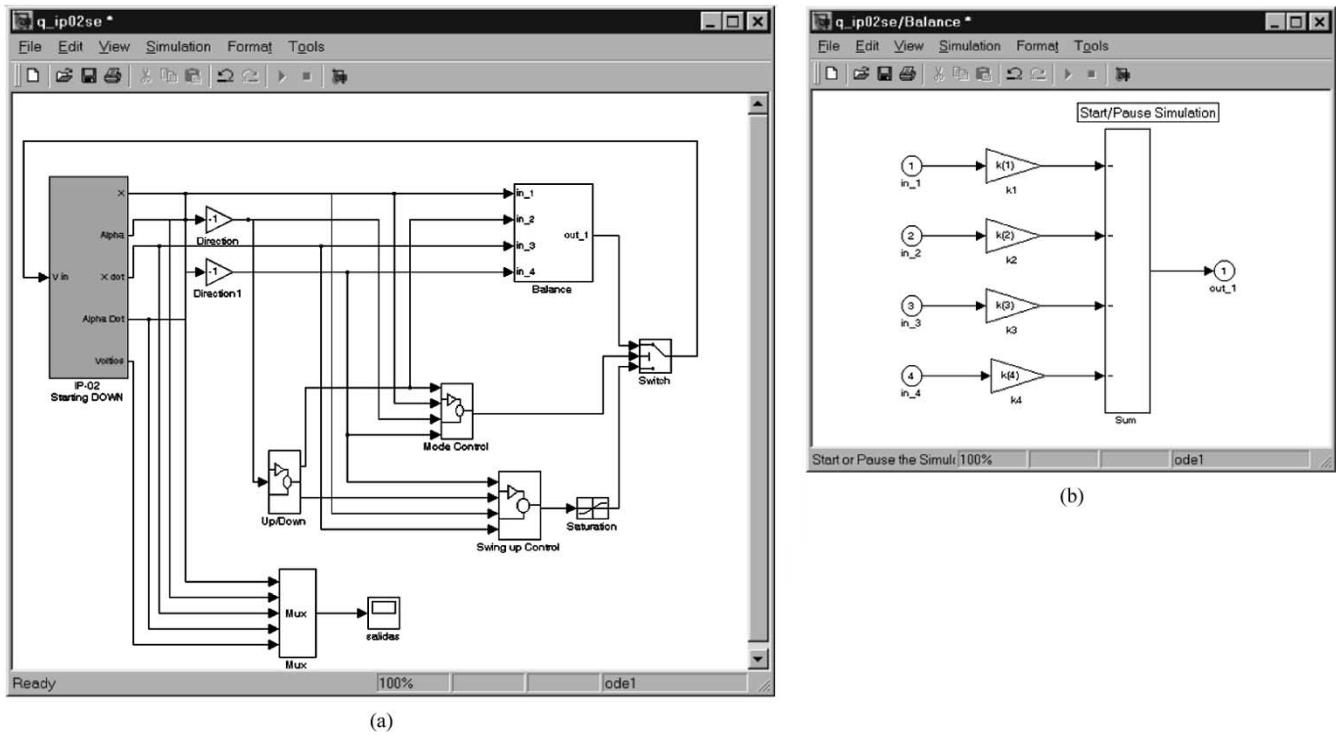 q_ip02se *
File Edit View Simulation Format Tools
X
Alpha
X dot
Alpha Dot
Voltios
V in
IP-02
Starting DOWN
-1
Direction
-1
Direction1
in_1
in_2
in_3
in_4
out_1
Balance
Switch
Mode Control
Up/Down
Swing up Control
Saturation
Mux
Mux
salidas
Ready 100% ode1
(a)
q_ip02se/Balance *
File Edit View Simulation Format Tools
Start/Pause Simulation
1
in_1
k(1)
k1
2
in_2
k(2)
k2
3
in_3
k(3)
k3
4
in_4
k(4)
k4
Sum
1
out_1
Start or Pause the Simul 100% ode1
(b)